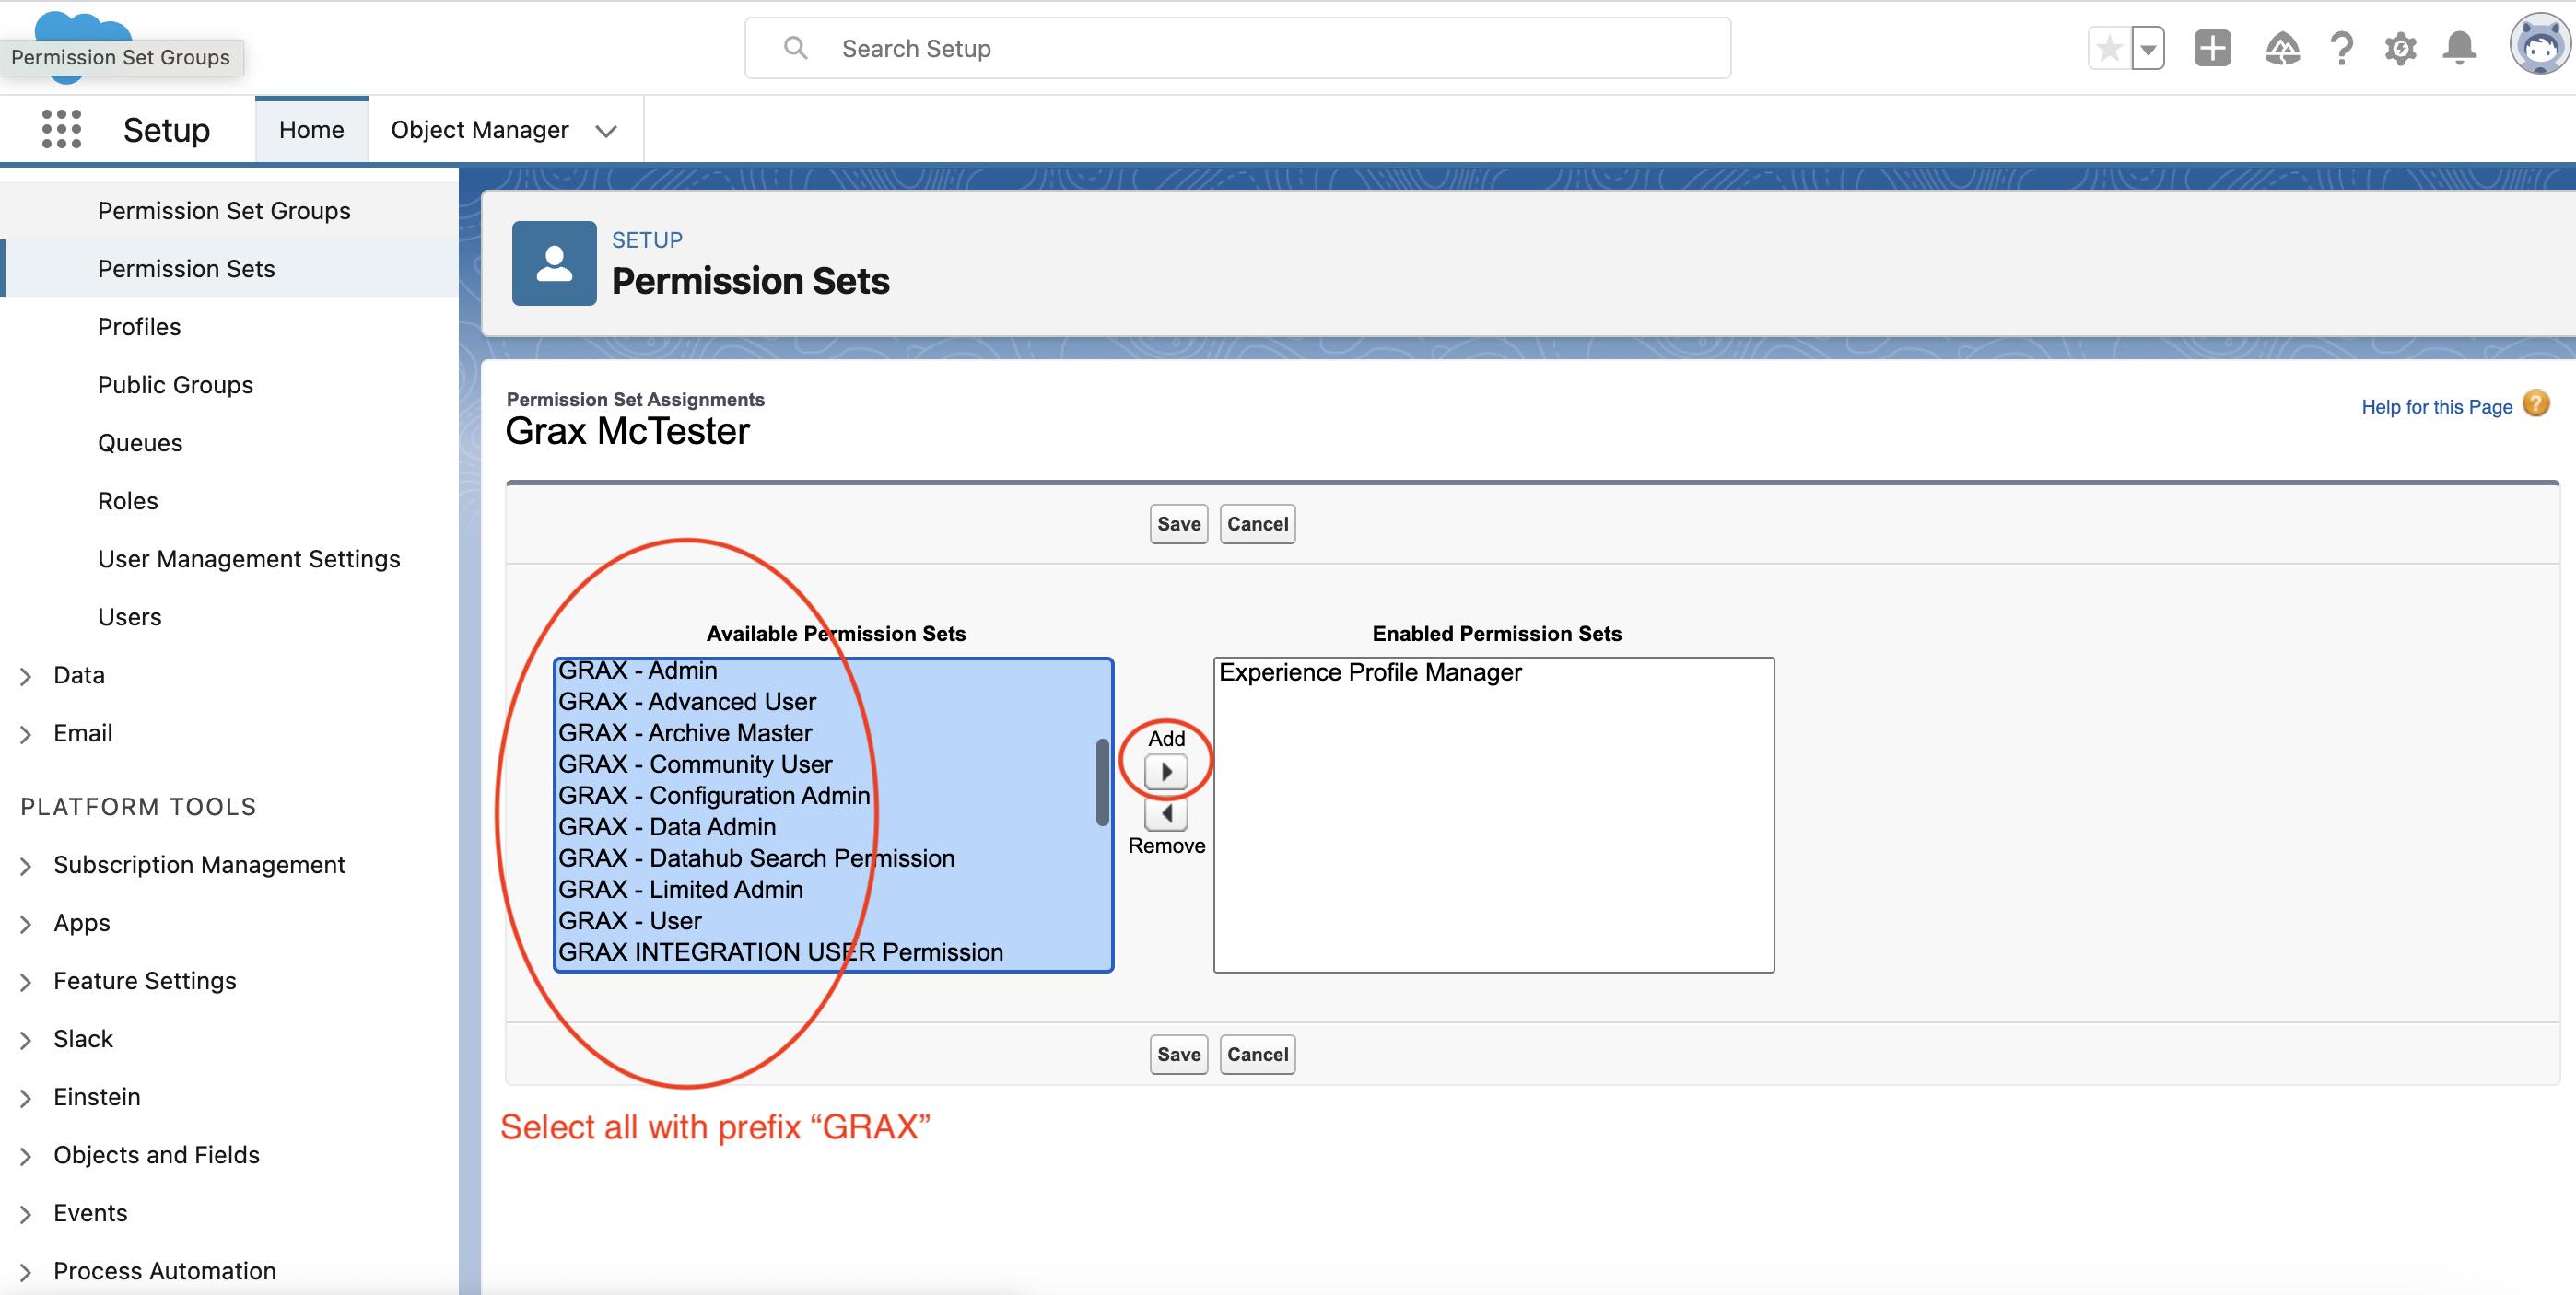 Permission Set Groups
Search Setup
Setup
Home
Object Manager
Permission Set Groups
Permission Sets
Profiles
Public Groups
Queues
Roles
User Management Settings
Users
Data
Email
PLATFORM TOOLS
Subscription Management
Apps
Feature Settings
Slack
Einstein
Objects and Fields
Events
Process Automation
SETUP
Permission Sets
Permission Set Assignments
Grax McTester
Help for this Page ?
Save Cancel
Available Permission Sets
GRAX - Admin
GRAX - Advanced User
GRAX - Archive Master
GRAX - Community User
GRAX - Configuration Admin
GRAX - Data Admin
GRAX - Datahub Search Permission
GRAX - Limited Admin
GRAX - User
GRAX INTEGRATION USER Permission
Add
Remove
Enabled Permission Sets
Experience Profile Manager
Save Cancel
Select all with prefix “GRAX”